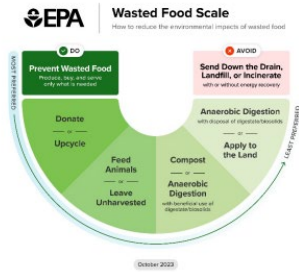 EPA
Wasted Food Scale
How to reduce the environmental impacts of wasted food
DO
AVOID
Prevent Wasted Food
Produce, buy, and serve
only what is needed
Send Down the Drain,
Landfill, or Incinerate
with or without energy recovery
MOST PREFERRED
LEAST PREFERRED
Donate
or
Upcycle
Feed
Animals
or
Leave
Unharvested
Compost
or
Anaerobic
Digestion
with beneficial use of
digestate/biosolids
Anaerobic Digestion
with disposal of digestate/biosolids
or
Apply to
the Land
October 2023